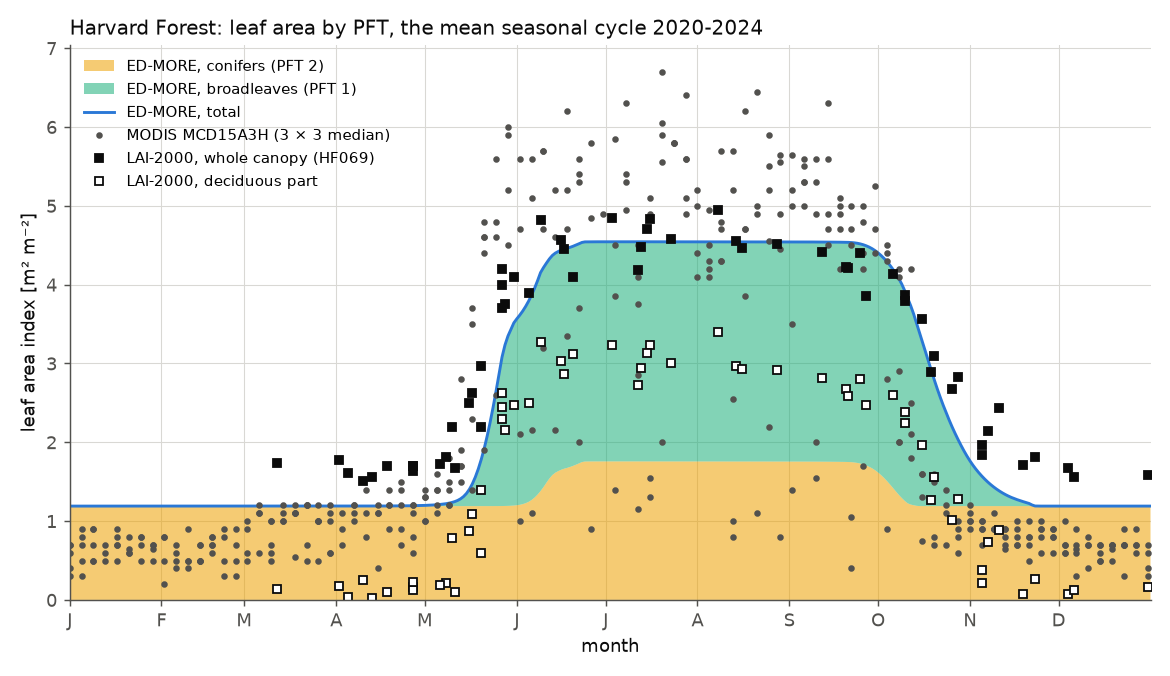 Harvard Forest: leaf area by PFT, the mean seasonal cycle 2020-2024
7
6
5
4
3
2
1
0
leaf area index [m² m⁻²]
ED-MORE, conifers (PFT 2)
ED-MORE, broadleaves (PFT 1)
ED-MORE, total
MODIS MCD15A3H (3 × 3 median)
LAI-2000, whole canopy (HF069)
LAI-2000, deciduous part
J F M A M J J A S O N D
month